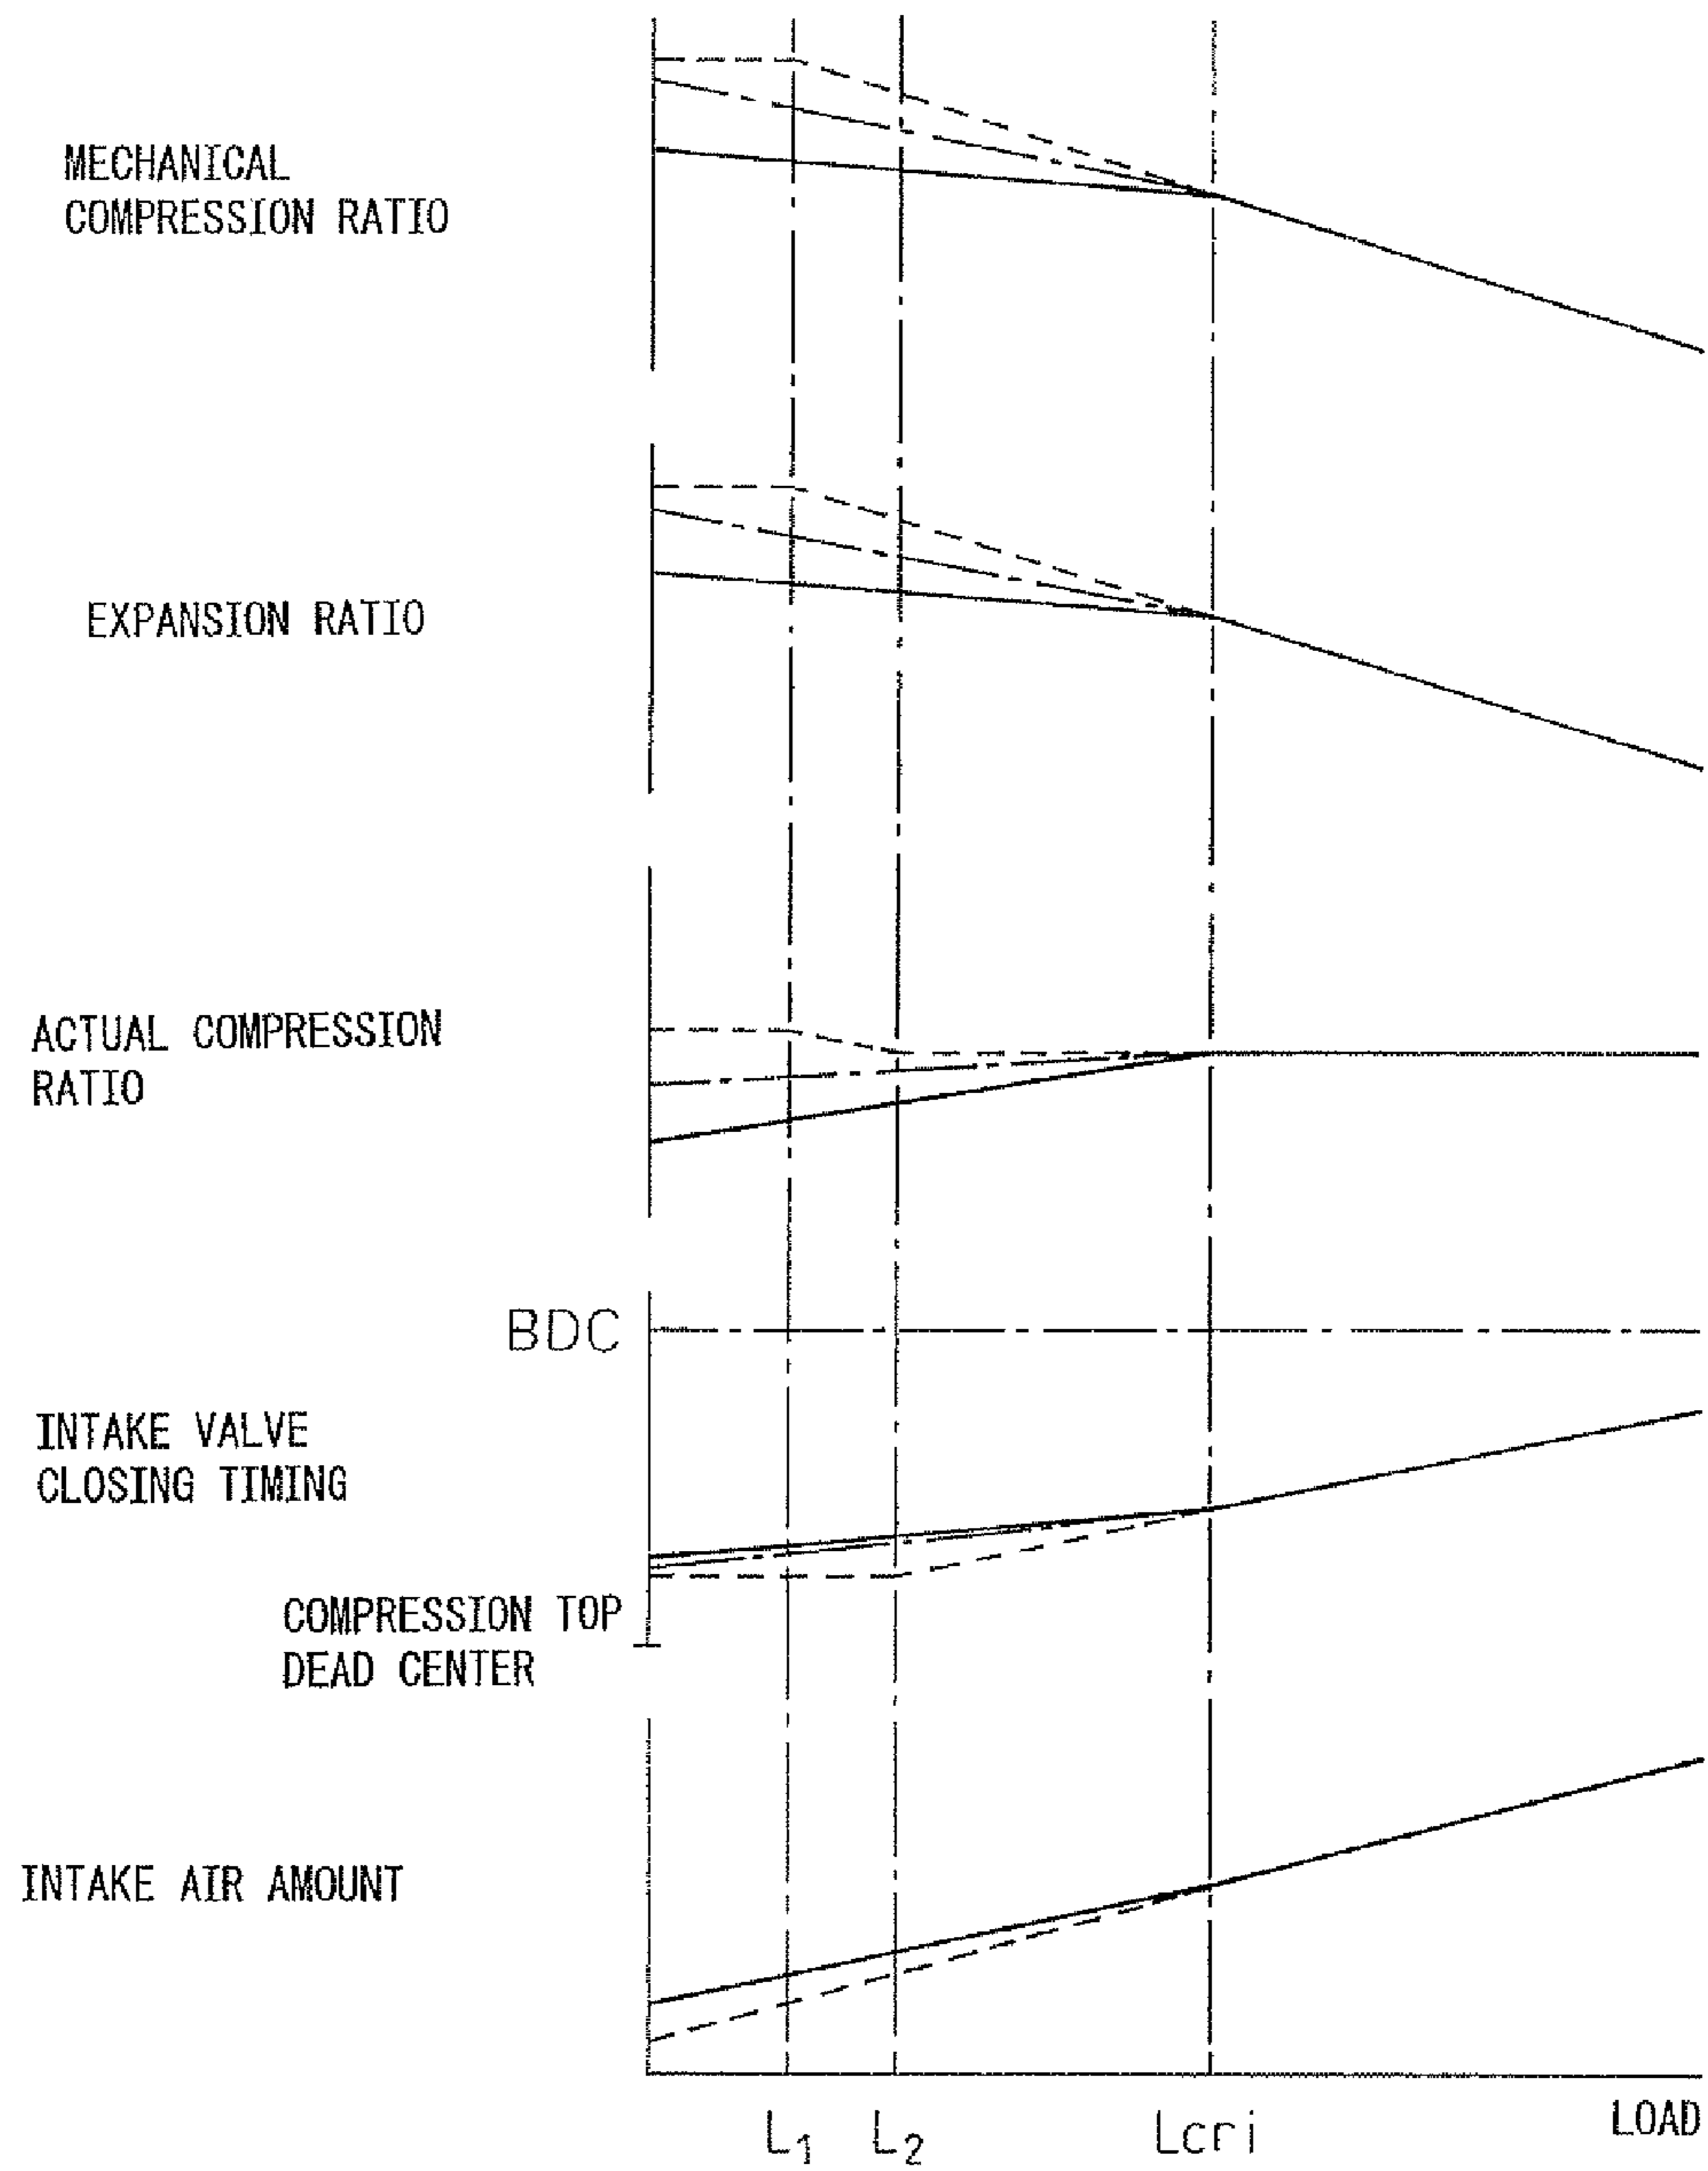 MECHANICAL
COMPRESSION RATIO
EXPANSION RATIO
ACTUAL COMPRESSION
RATIO
BDC
INTAKE VALVE
CLOSING TIMING
COMPRESSION TOP
DEAD CENTER
INTAKE AIR AMOUNT
L₁ L₂ Lcri LOAD